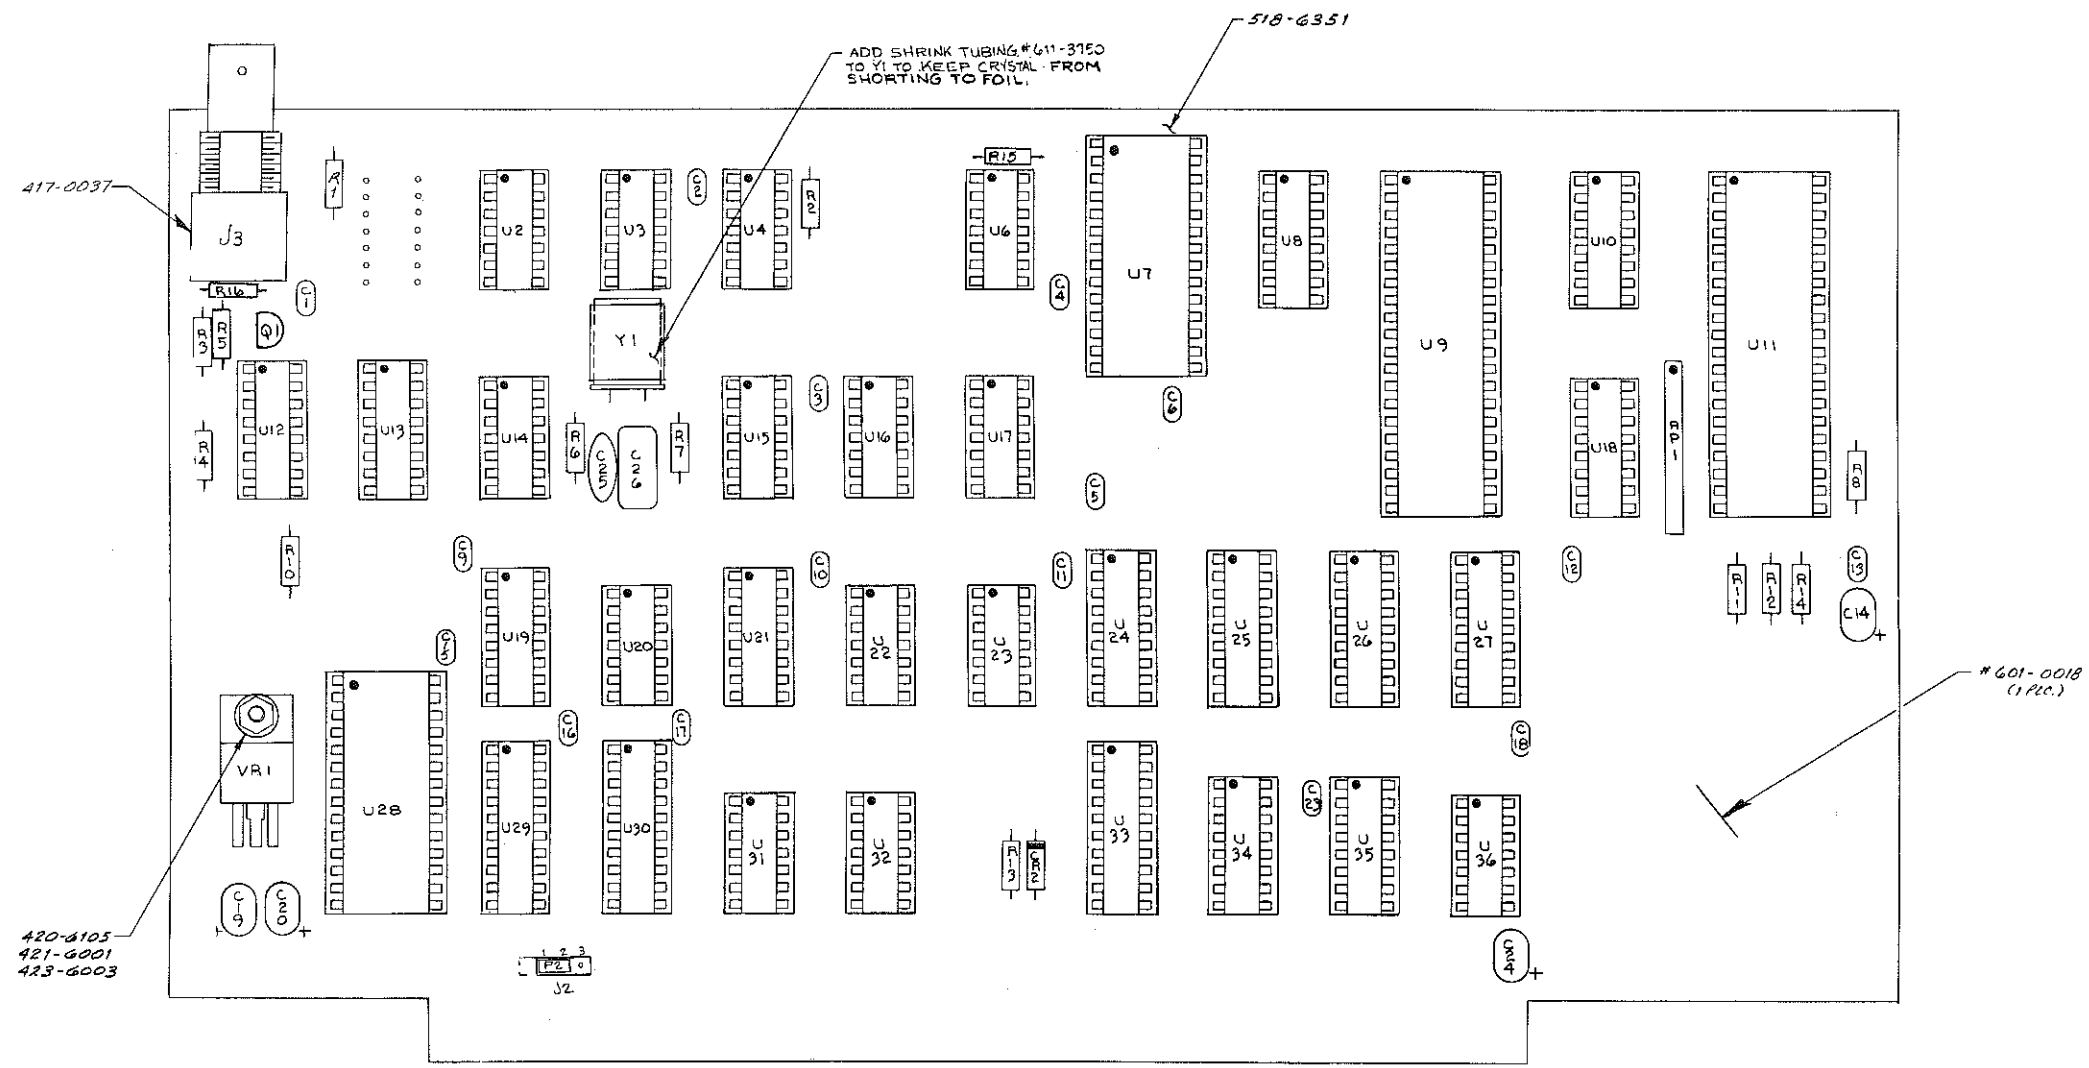 518-6351
ADD SHRINK TUBING #611-3750
TO Y1 TO KEEP CRYSTAL FROM
SHORTING TO FOIL.
417-0037
J3
R1
U2
U3
C2
U4
R2
R15
U6
C4
U7
U8
U9
U10
U11
R16
C1
R3
R5
Q1
Y1
C3
C6
U12
U13
U14
R6
C25
C26
R7
U15
U16
U17
C5
U18
RP1
R8
R14
R10
C9
C10
C11
C12
C13
U19
U20
U21
U22
U23
U24
U25
U26
U27
R11
R12
R14
C14
+
C15
C16
C17
C18
#601-0018
(1 PLC.)
VR1
U28
U29
U30
U31
U32
R13
CR2
U33
U34
C23
U35
U36
C19
+
C20
+
420-6105
421-6001
423-6003
1 2 3
P2
J2
C24
+